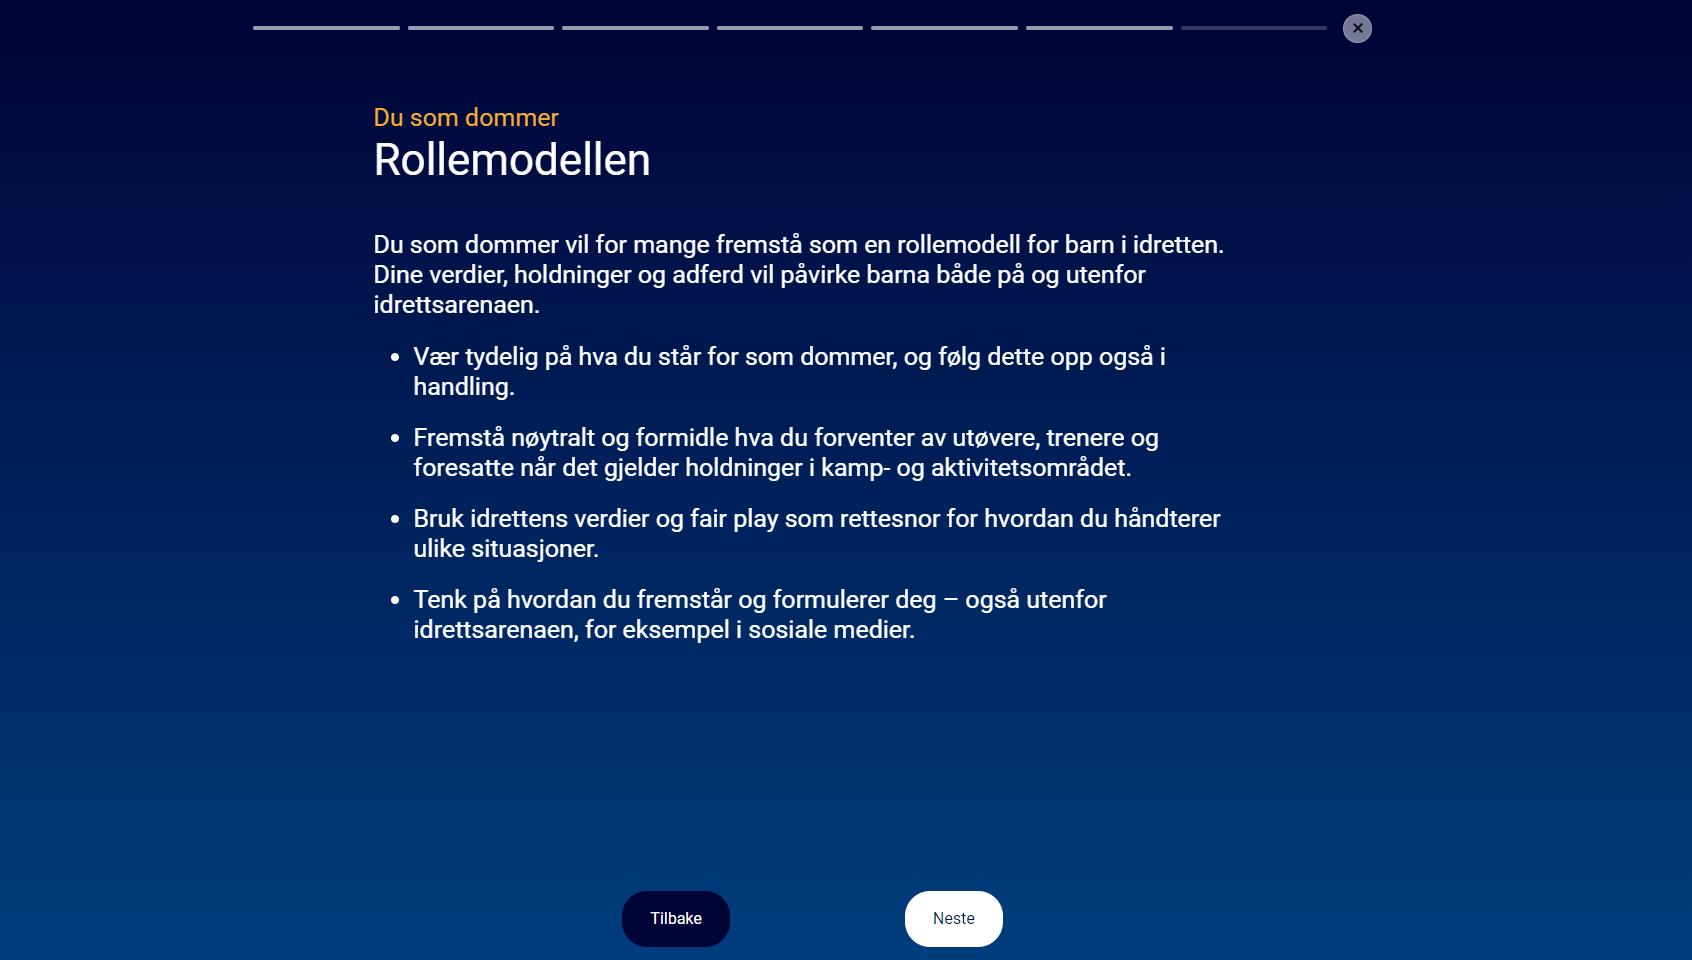 Du som dommer
Rollemodellen
Du som dommer vil for mange fremstå som en rollemodell for barn i idretten.
Dine verdier, holdninger og adferd vil påvirke barna både på og utenfor
idrettsarenaen.
• Vær tydelig på hva du står for som dommer, og følg dette opp også i
handling.
• Fremstå nøytralt og formidle hva du forventer av utøvere, trenere og
foresatte når det gjelder holdninger i kamp- og aktivitetsområdet.
• Bruk idrettens verdier og fair play som rettesnor for hvordan du håndterer
ulike situasjoner.
• Tenk på hvordan du fremstår og formulerer deg – også utenfor
idrettsarenaen, for eksempel i sosiale medier.
Tilbake
Neste